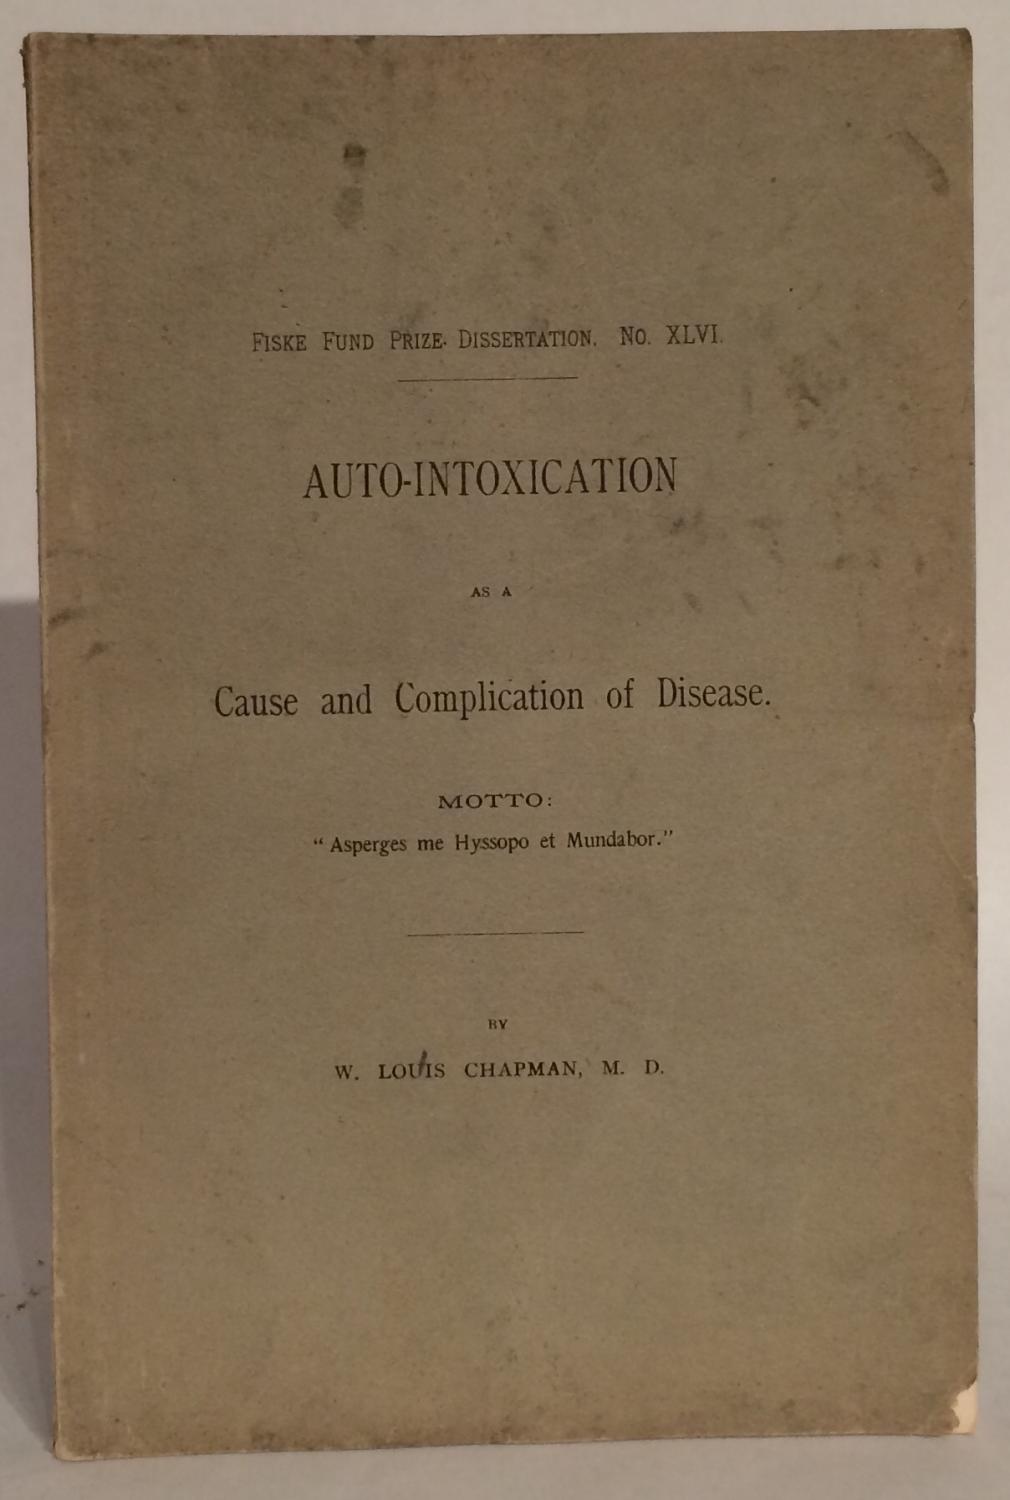 FISKE FUND PRIZE DISSERTATION. NO. XLVI.
AUTO-INTOXICATION
AS A
Cause and Complication of Disease.
MOTTO:
“Asperges me Hyssopo et Mundabor.”
BY
W. LOUIS CHAPMAN, M. D.